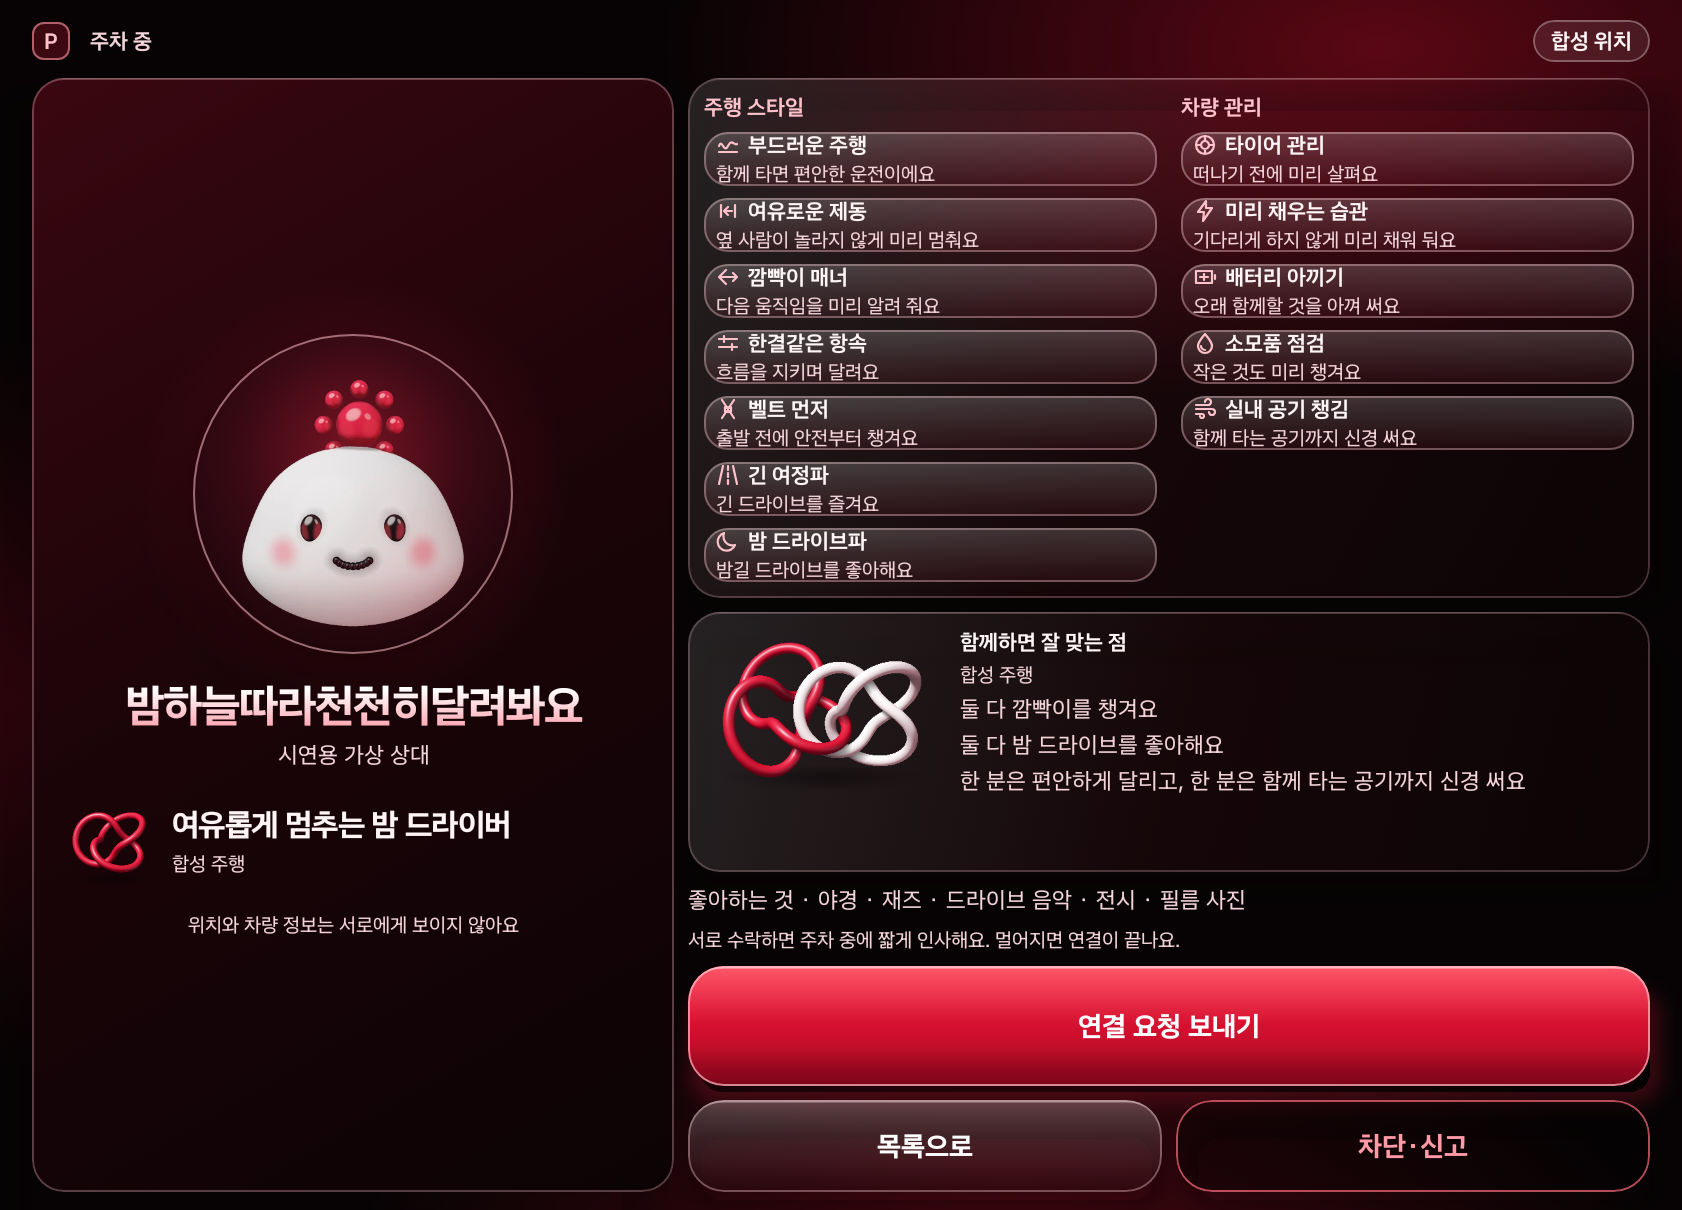 P 주차 중
합성 위치
밤하늘따라천천히달려봐요
시연용 가상 상대
여유롭게 멈추는 밤 드라이버
합성 주행
위치와 차량 정보는 서로에게 보이지 않아요
주행 스타일
부드러운 주행
함께 타면 편안한 운전이에요
여유로운 제동
옆 사람이 놀라지 않게 미리 멈춰요
깜빡이 매너
다음 움직임을 미리 알려 줘요
한결같은 항속
흐름을 지키며 달려요
벨트 먼저
출발 전에 안전부터 챙겨요
긴 여정파
긴 드라이브를 즐겨요
밤 드라이브파
밤길 드라이브를 좋아해요
차량 관리
타이어 관리
떠나기 전에 미리 살펴요
미리 채우는 습관
기다리게 하지 않게 미리 채워 둬요
배터리 아끼기
오래 함께할 것을 아껴 써요
소모품 점검
작은 것도 미리 챙겨요
실내 공기 챙김
함께 타는 공기까지 신경 써요
함께하면 잘 맞는 점
합성 주행
둘 다 깜빡이를 챙겨요
둘 다 밤 드라이브를 좋아해요
한 분은 편안하게 달리고, 한 분은 함께 타는 공기까지 신경 써요
좋아하는 것 · 야경 · 재즈 · 드라이브 음악 · 전시 · 필름 사진
서로 수락하면 주차 중에 짧게 인사해요. 멀어지면 연결이 끝나요.
연결 요청 보내기
목록으로
차단·신고